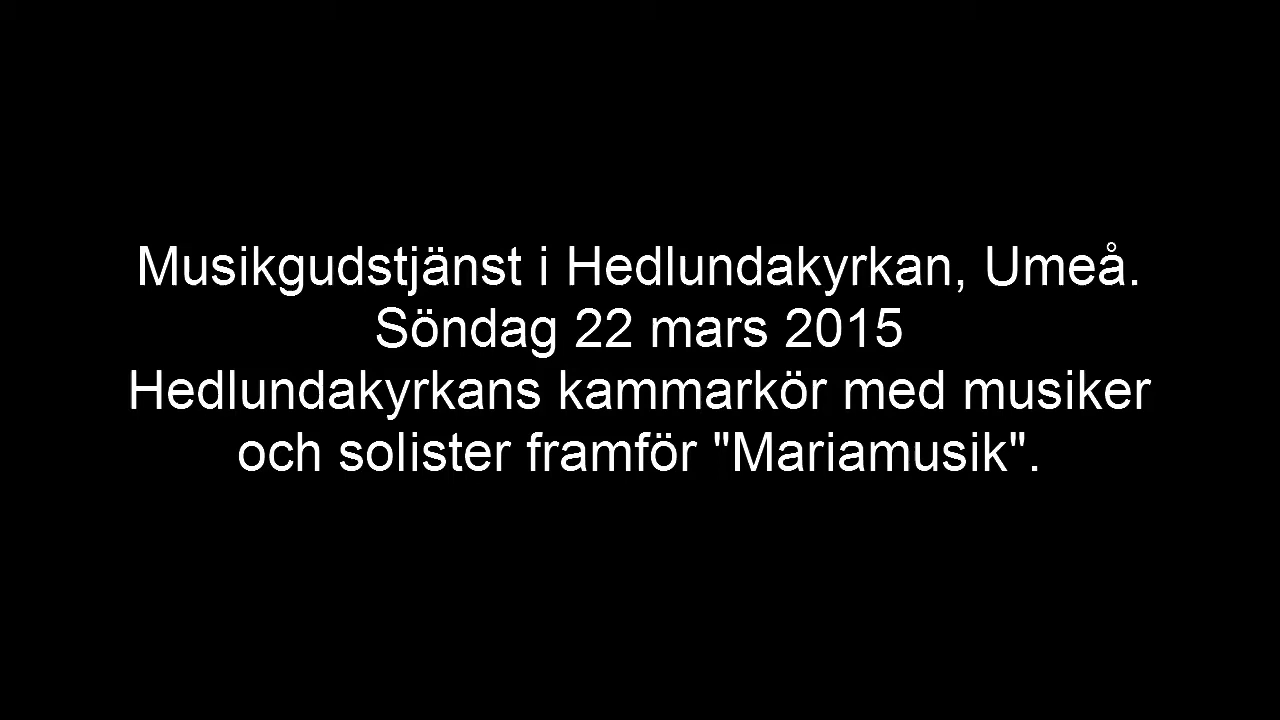 Musikgudstjänst i Hedlundakyrkan, Umeå.
Söndag 22 mars 2015
Hedlundakyrkans kammarkör med musiker
och solister framför "Mariamusik".